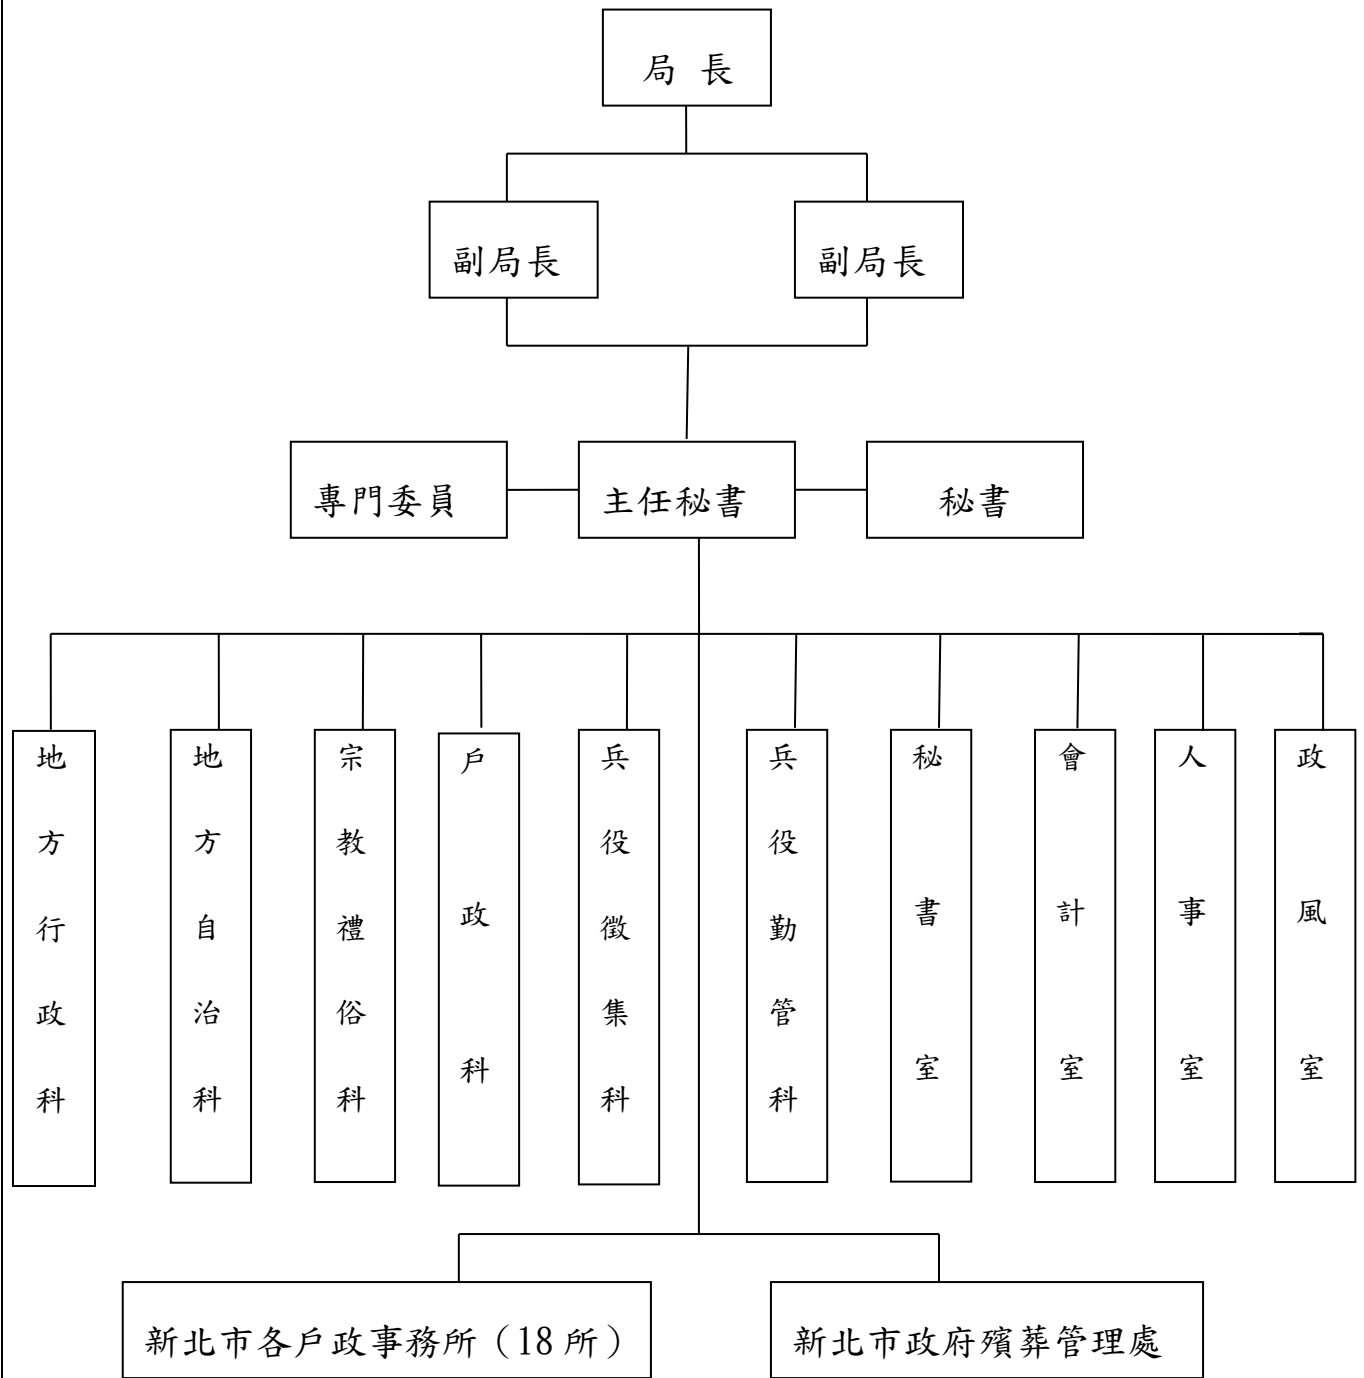 局 長
副局長
副局長
專門委員
主任秘書
秘書
地方行政科
地方自治科
宗教禮俗科
戶政科
兵役徵集科
兵役勤管科
秘書室
會計室
人事室
政風室
新北市各戶政事務所（18 所）
新北市政府殯葬管理處